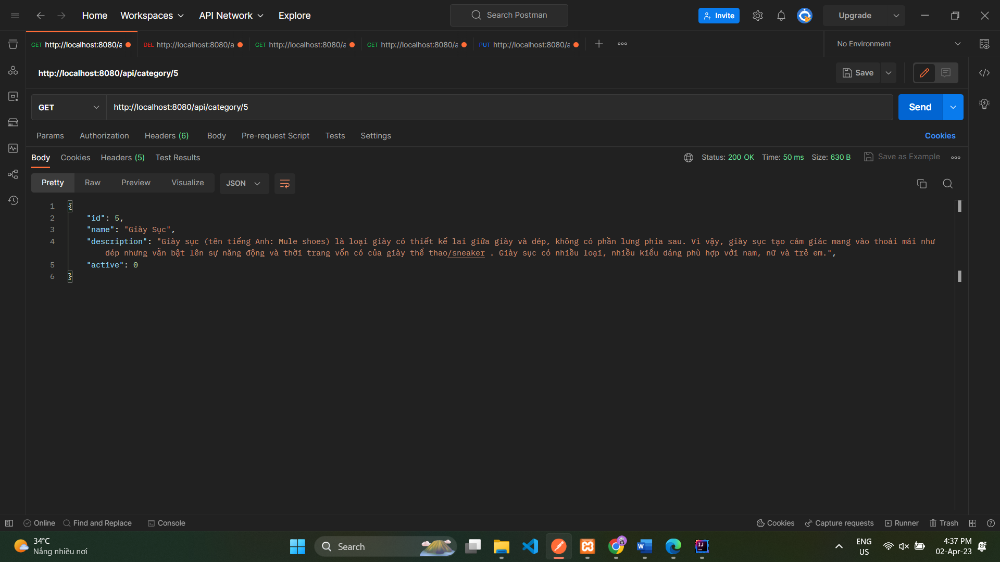 Home Workspaces API Network Explore Search Postman Invite Upgrade
GET http://localhost:8080/a DEL http://localhost:8080/a GET http://localhost:8080/a GET http://localhost:8080/a PUT http://localhost:8080/a No Environment
http://localhost:8080/api/category/5 Save
GET http://localhost:8080/api/category/5 Send
Params Authorization Headers (6) Body Pre-request Script Tests Settings Cookies
Body Cookies Headers (5) Test Results Status: 200 OK Time: 50 ms Size: 630 B Save as Example
Pretty Raw Preview Visualize JSON
1 {
2 "id": 5,
3 "name": "Giày Sục",
4 "description": "Giày sục (tên tiếng Anh: Mule shoes) là loại giày có thiết kế lai giữa giày và dép, không có phần lưng phía sau. Vì vậy, giày sục tạo cảm giác mang vào thoải mái như
dép nhưng vẫn bật lên sự năng động và thời trang vốn có của giày thể thao/sneaker . Giày sục có nhiều loại, nhiều kiểu dáng phù hợp với nam, nữ và trẻ em.",
5 "active": 0
6 }
Online Find and Replace Console Cookies Capture requests Runner Trash
34°C
Nắng nhiều nơi
Search
ENG
US
4:37 PM
02-Apr-23